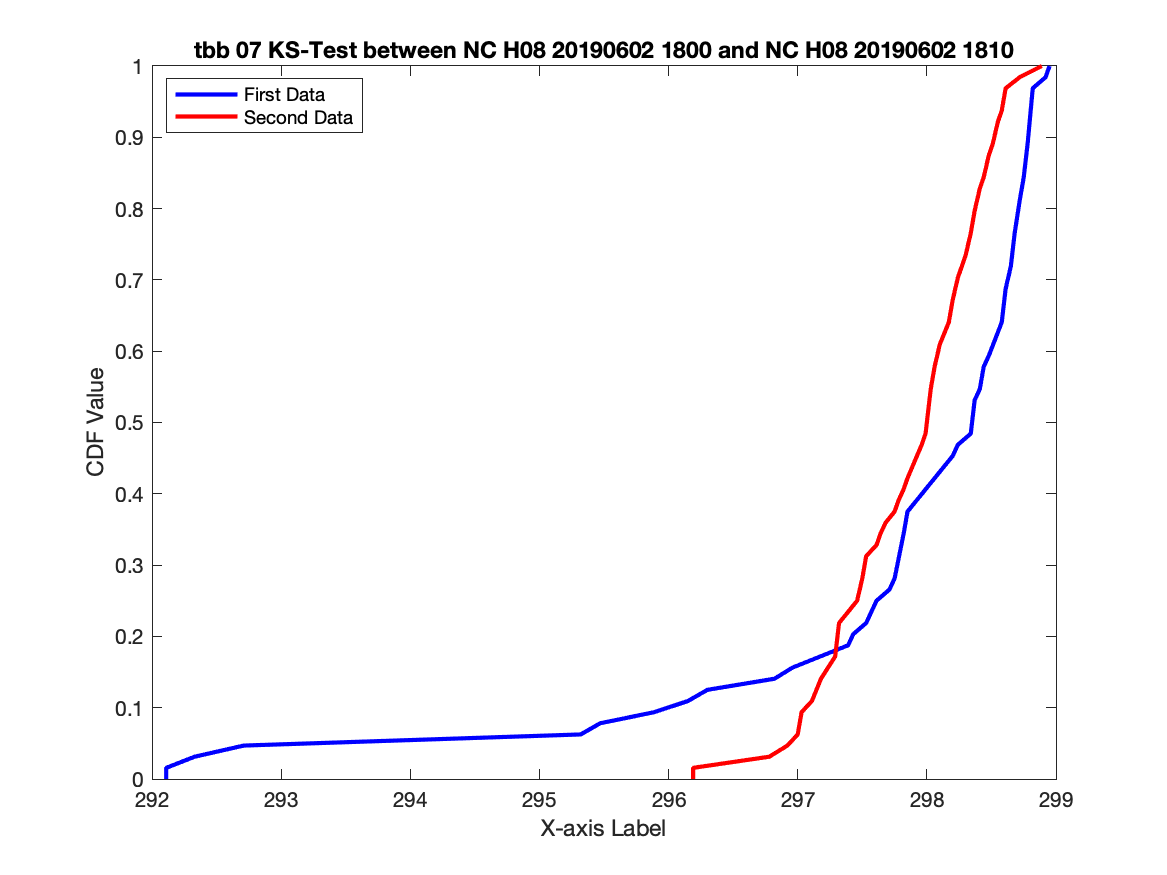 tbb 07 KS-Test between NC H08 20190602 1800 and NC H08 20190602 1810
First Data
Second Data
1
0.9
0.8
0.7
0.6
0.5
0.4
0.3
0.2
0.1
0
CDF Value
292 293 294 295 296 297 298 299
X-axis Label